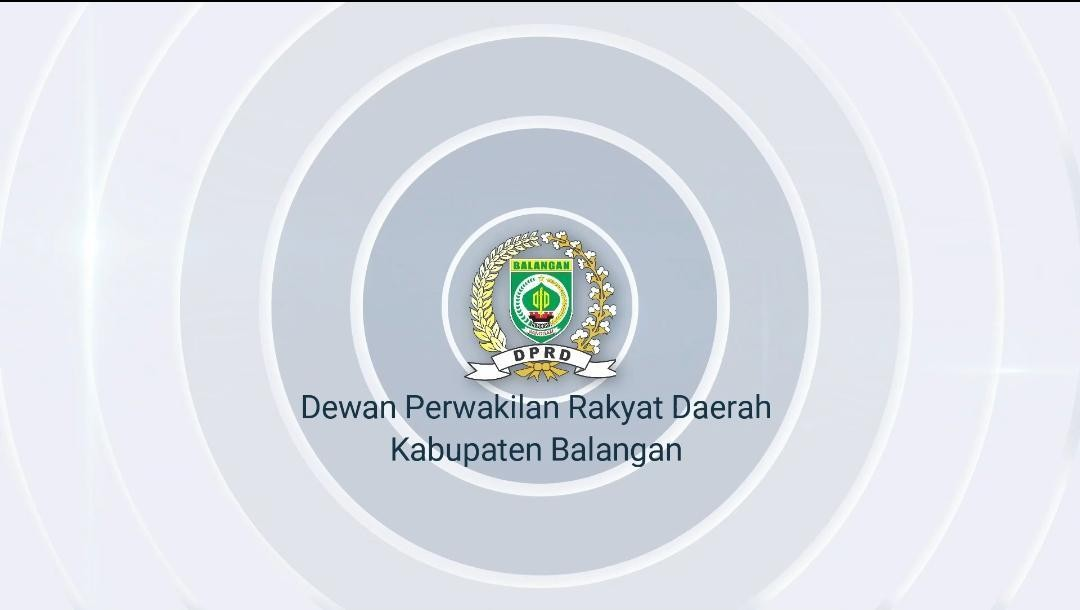 BALANGAN
DPRD
Dewan Perwakilan Rakyat Daerah
Kabupaten Balangan